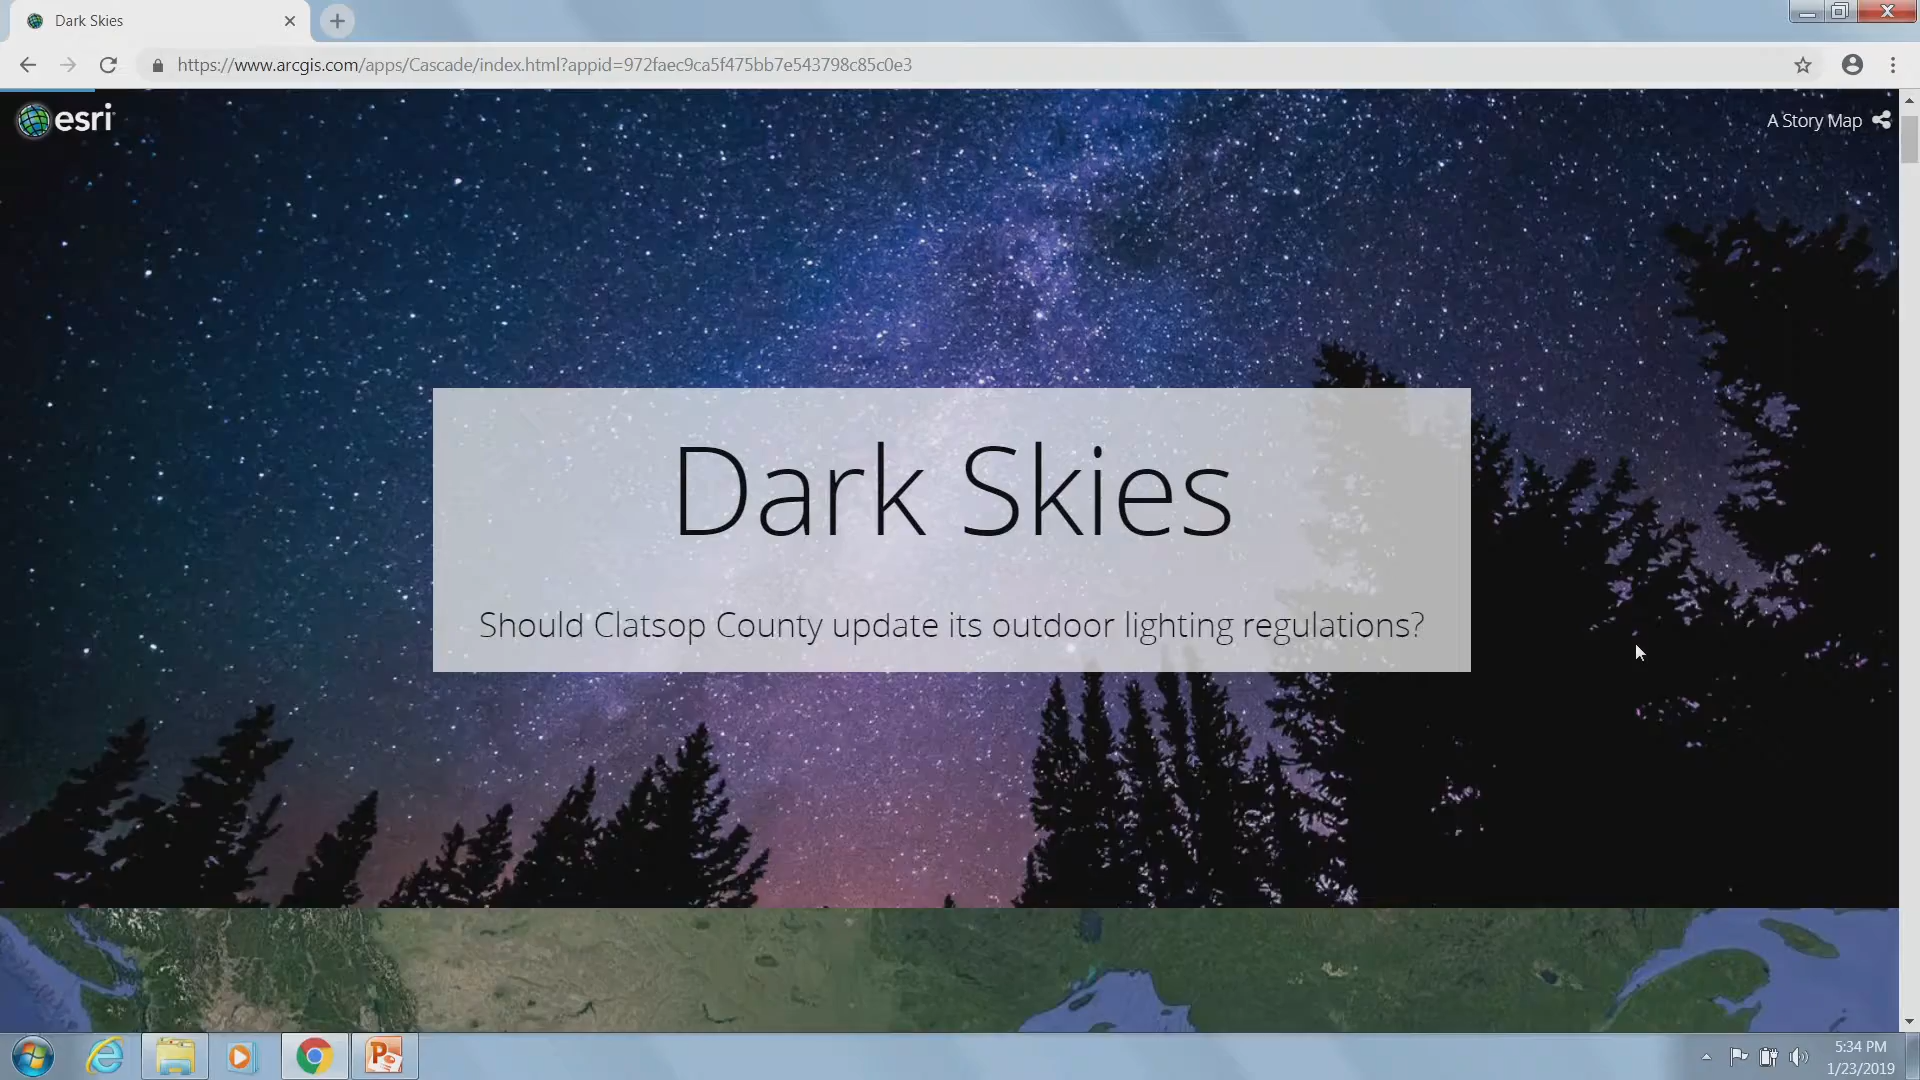 Dark Skies
https://www.arcgis.com/apps/Cascade/index.html?appid=972faec9ca5f475bb7e543798c85c0e3
esri
A Story Map
Dark Skies
Should Clatsop County update its outdoor lighting regulations?
5:34 PM
1/23/2019